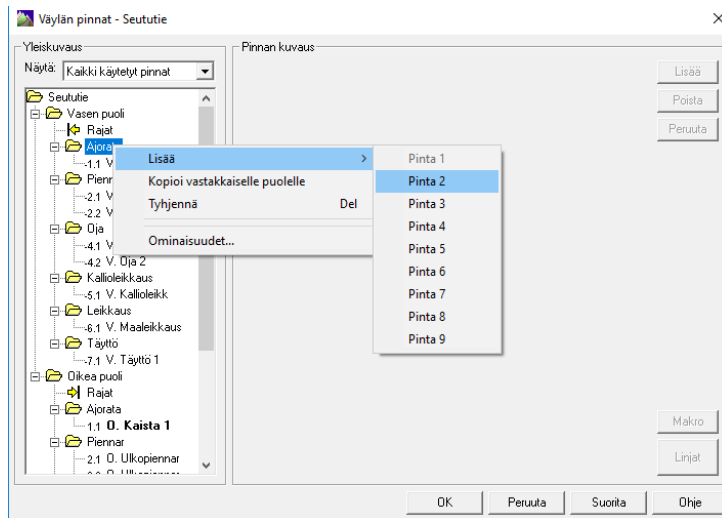 Väylän pinnat - Seututie
Yleiskuvaus
Näytä: Kaikki käytetyt pinnat
Seututie
Vasen puoli
Rajat
Ajorata
-1.1 V
Pienn
-2.1 V
-2.2 V
Oja
-4.1 V
-4.2 V. Oja 2
Kallioleikkaus
-5.1 V. Kallioleikk
Leikkaus
-6.1 V. Maaleikkaus
Täyttö
-7.1 V. Täyttö 1
Oikea puoli
Rajat
Ajorata
1.1 O. Kaista 1
Piennar
2.1 O. Ulkopiennar
Lisää
Kopioi vastakkaiselle puolelle
Tyhjennä Del
Ominaisuudet...
Pinta 1
Pinta 2
Pinta 3
Pinta 4
Pinta 5
Pinta 6
Pinta 7
Pinta 8
Pinta 9
Pinnan kuvaus
Lisää
Poista
Peruuta
Makro
Linjat
OK Peruuta Suorita Ohje